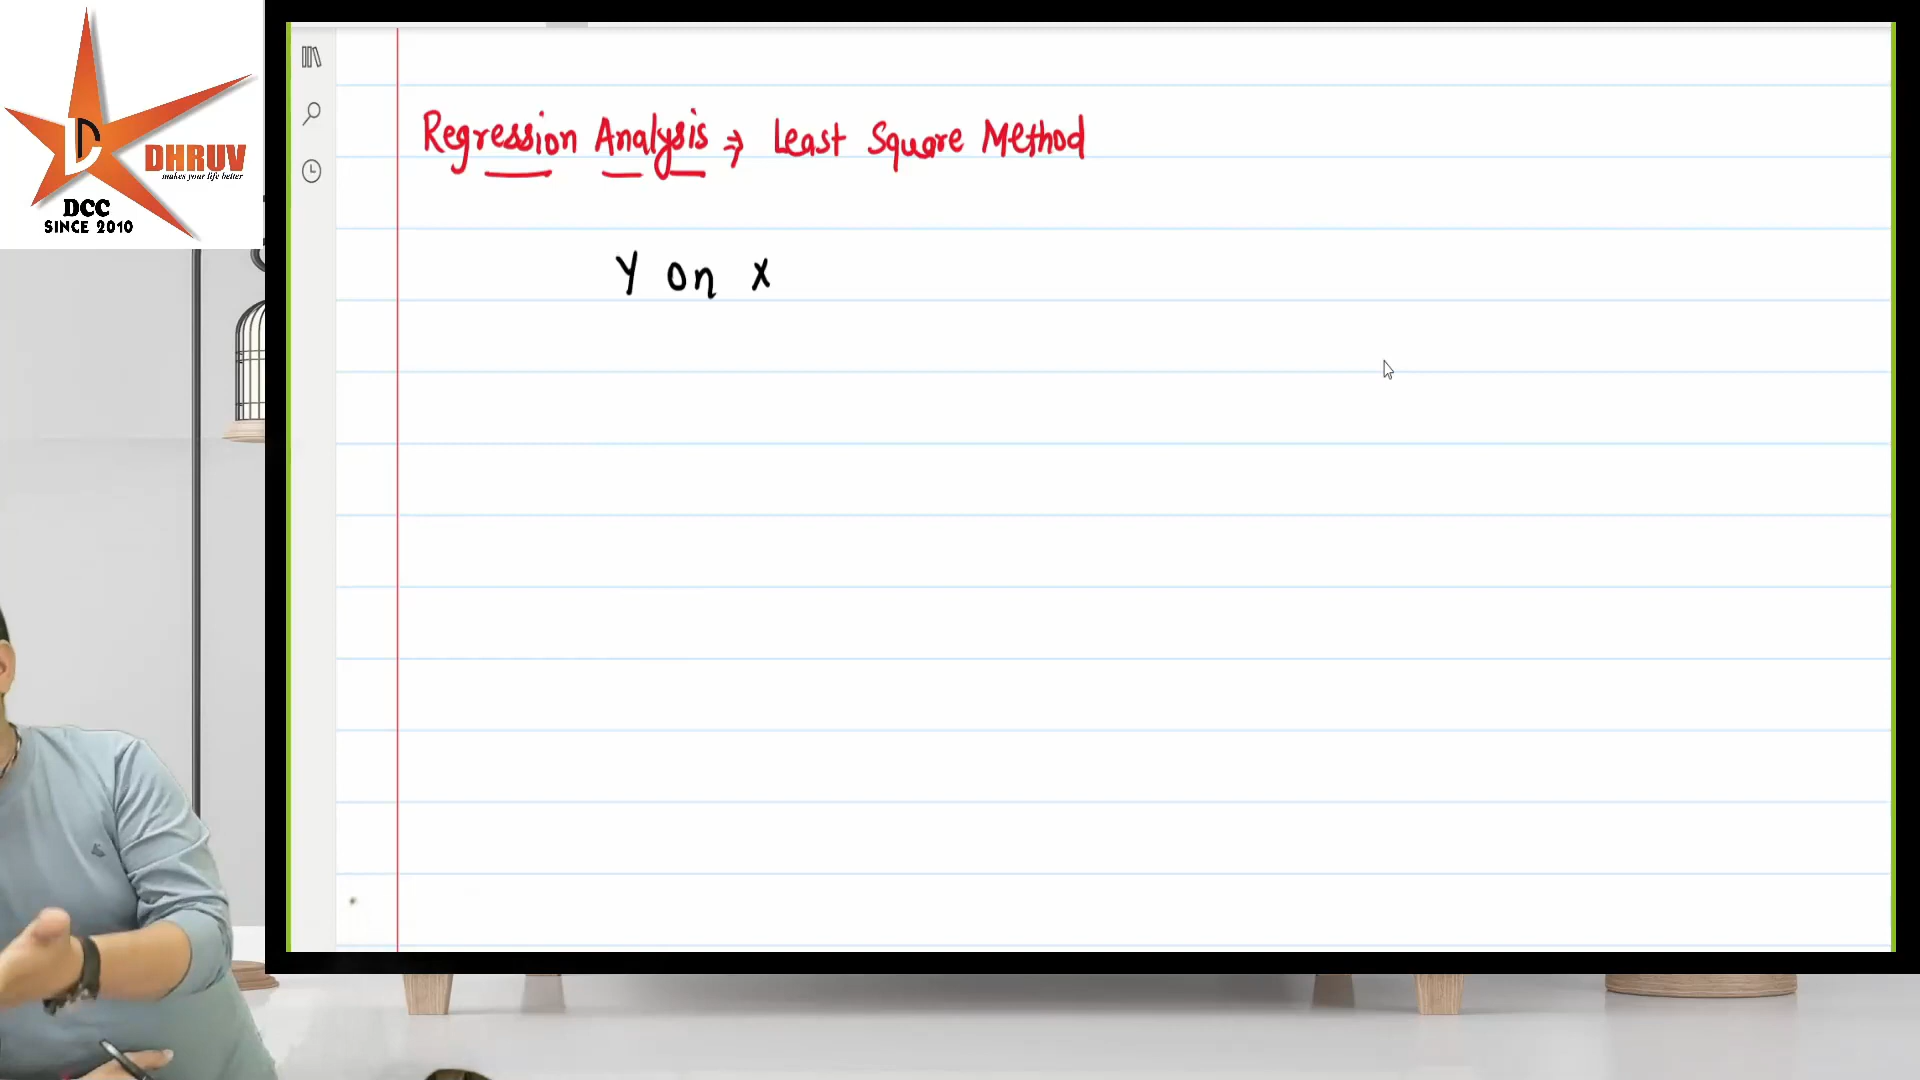 D
DHRUV
makes your life better
DCC
SINCE 2010
Regression Analysis ⇒ Least Square Method
Y on X